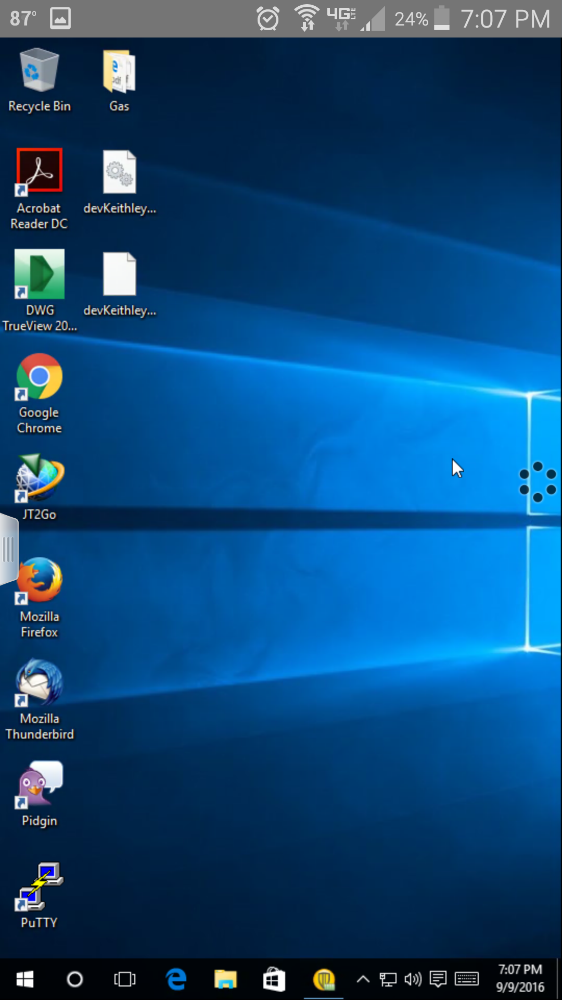 87°
4G LTE
24%
7:07 PM
Recycle Bin
Gas
pdf
Acrobat
Reader DC
devKeithley...
DWG
TrueView 20...
devKeithley...
Google
Chrome
JT2Go
Mozilla
Firefox
Mozilla
Thunderbird
Pidgin
PuTTY
7:07 PM
9/9/2016